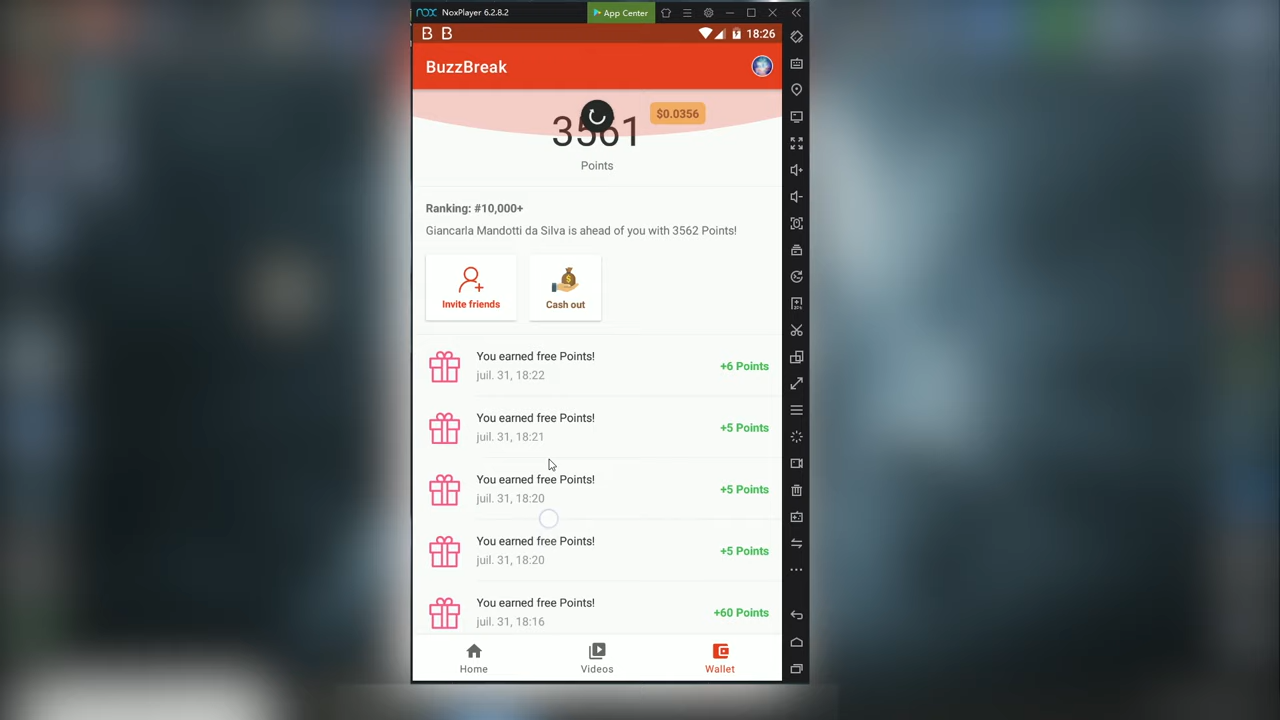 nox NoxPlayer 6.2.8.2
App Center
B B
18:26
BuzzBreak
3561
$0.0356
Points
Ranking: #10,000+
Giancarla Mandotti da Silva is ahead of you with 3562 Points!
Invite friends
Cash out
You earned free Points!
juil. 31, 18:22
+6 Points
You earned free Points!
juil. 31, 18:21
+5 Points
You earned free Points!
juil. 31, 18:20
+5 Points
You earned free Points!
juil. 31, 18:20
+5 Points
You earned free Points!
juil. 31, 18:16
+60 Points
Home
Videos
Wallet